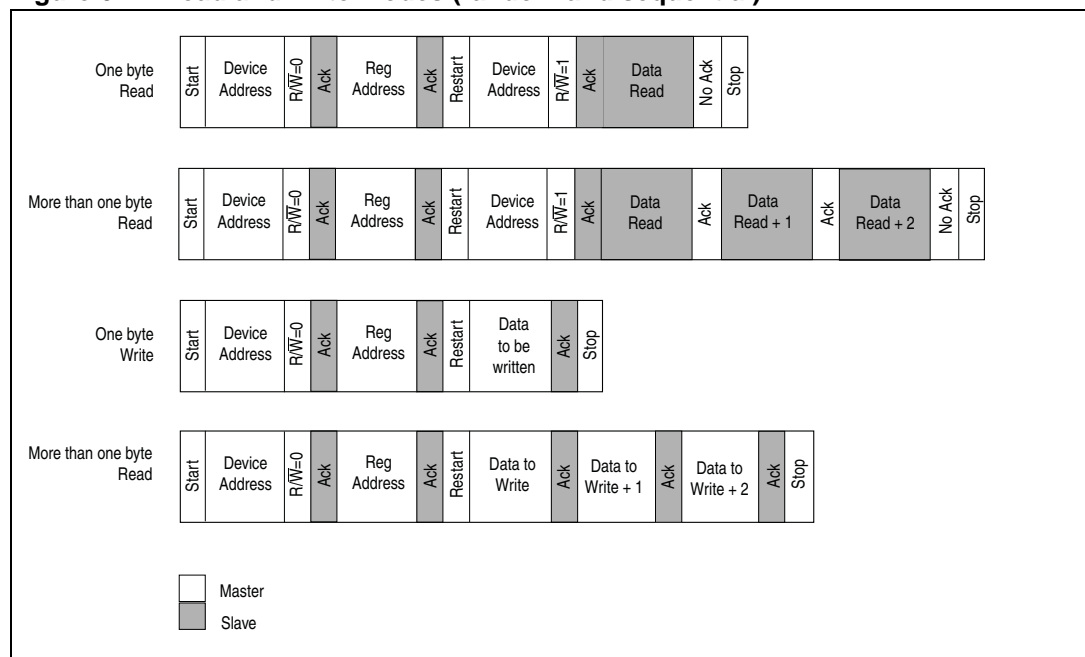 One byte
Read
Start
Device
Address
R/W̅=0
Ack
Reg
Address
Ack
Restart
Device
Address
R/W̅=1
Ack
Data
Read
No Ack
Stop
More than one byte
Read
Start
Device
Address
R/W̅=0
Ack
Reg
Address
Ack
Restart
Device
Address
R/W̅=1
Ack
Data
Read
Ack
Data
Read + 1
Ack
Data
Read + 2
No Ack
Stop
One byte
Write
Start
Device
Address
R/W̅=0
Ack
Reg
Address
Ack
Restart
Data
to be
written
Ack
Stop
More than one byte
Read
Start
Device
Address
R/W̅=0
Ack
Reg
Address
Ack
Restart
Data to
Write
Ack
Data to
Write + 1
Ack
Data to
Write + 2
Ack
Stop
Master
Slave